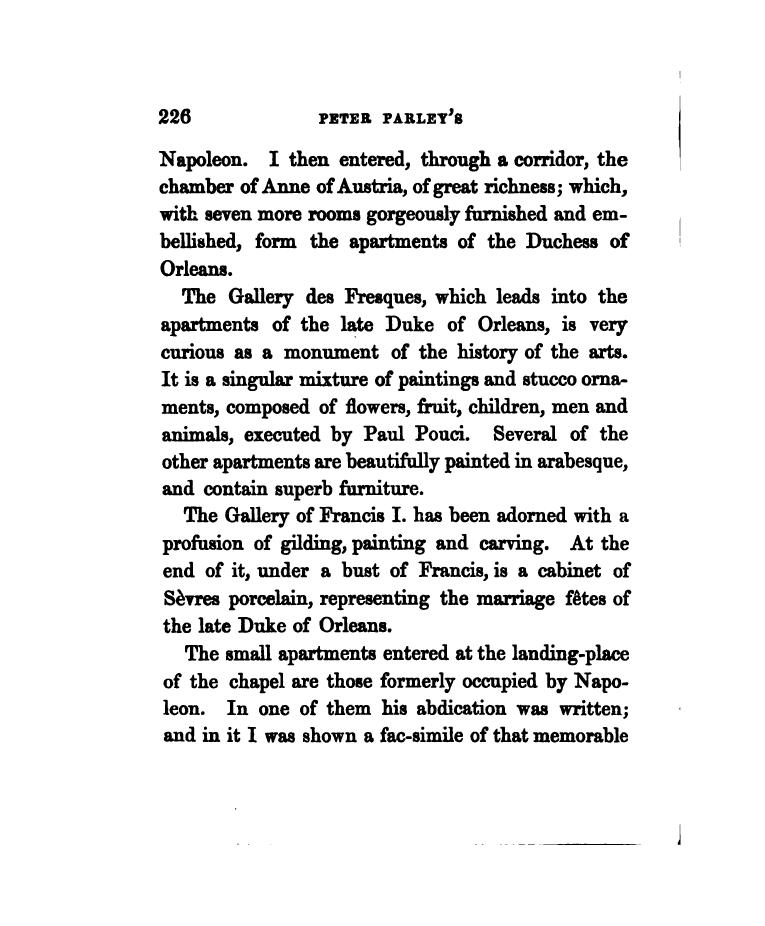 226 PETER PARLEY'S
Napoleon. I then entered, through a corridor, the
chamber of Anne of Austria, of great richness; which,
with seven more rooms gorgeously furnished and em-
bellished, form the apartments of the Duchess of
Orleans.
The Gallery des Fresques, which leads into the
apartments of the late Duke of Orleans, is very
curious as a monument of the history of the arts.
It is a singular mixture of paintings and stucco orna-
ments, composed of flowers, fruit, children, men and
animals, executed by Paul Pouci. Several of the
other apartments are beautifully painted in arabesque,
and contain superb furniture.
The Gallery of Francis I. has been adorned with a
profusion of gilding, painting and carving. At the
end of it, under a bust of Francis, is a cabinet of
Sèvres porcelain, representing the marriage fêtes of
the late Duke of Orleans.
The small apartments entered at the landing-place
of the chapel are those formerly occupied by Napo-
leon. In one of them his abdication was written;
and in it I was shown a fac-simile of that memorable